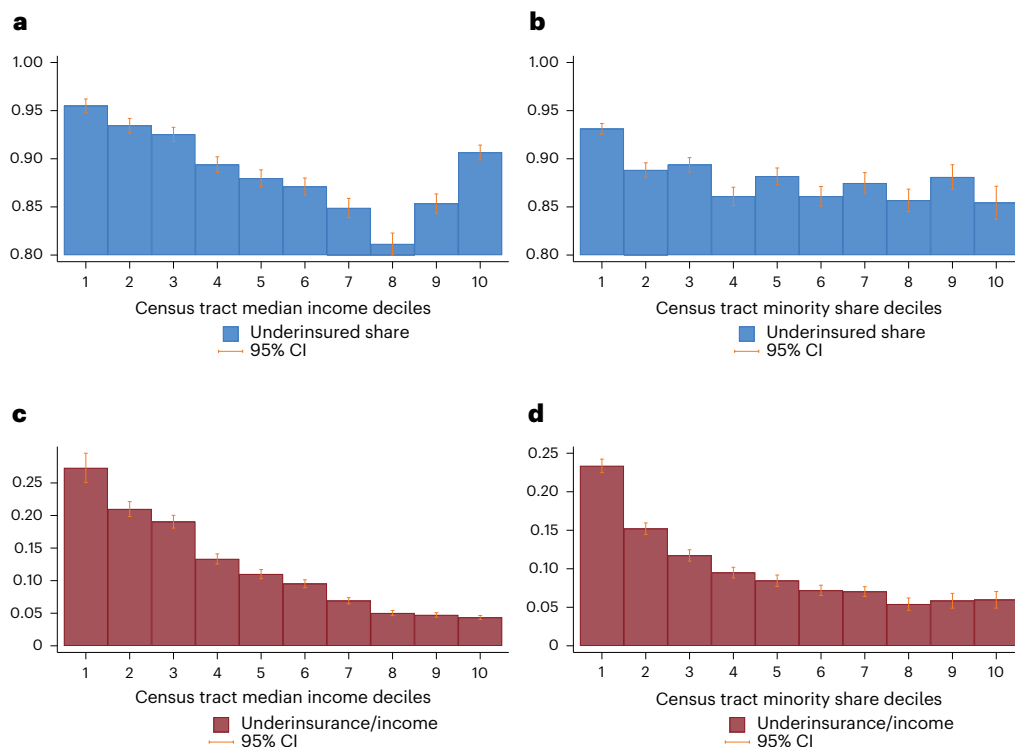 a
1.00
0.95
0.90
0.85
0.80
1 2 3 4 5 6 7 8 9 10
Census tract median income deciles
Underinsured share
95% CI
b
1.00
0.95
0.90
0.85
0.80
1 2 3 4 5 6 7 8 9 10
Census tract minority share deciles
Underinsured share
95% CI
c
0.25
0.20
0.15
0.10
0.05
0
1 2 3 4 5 6 7 8 9 10
Census tract median income deciles
Underinsurance/income
95% CI
d
0.25
0.20
0.15
0.10
0.05
0
1 2 3 4 5 6 7 8 9 10
Census tract minority share deciles
Underinsurance/income
95% CI